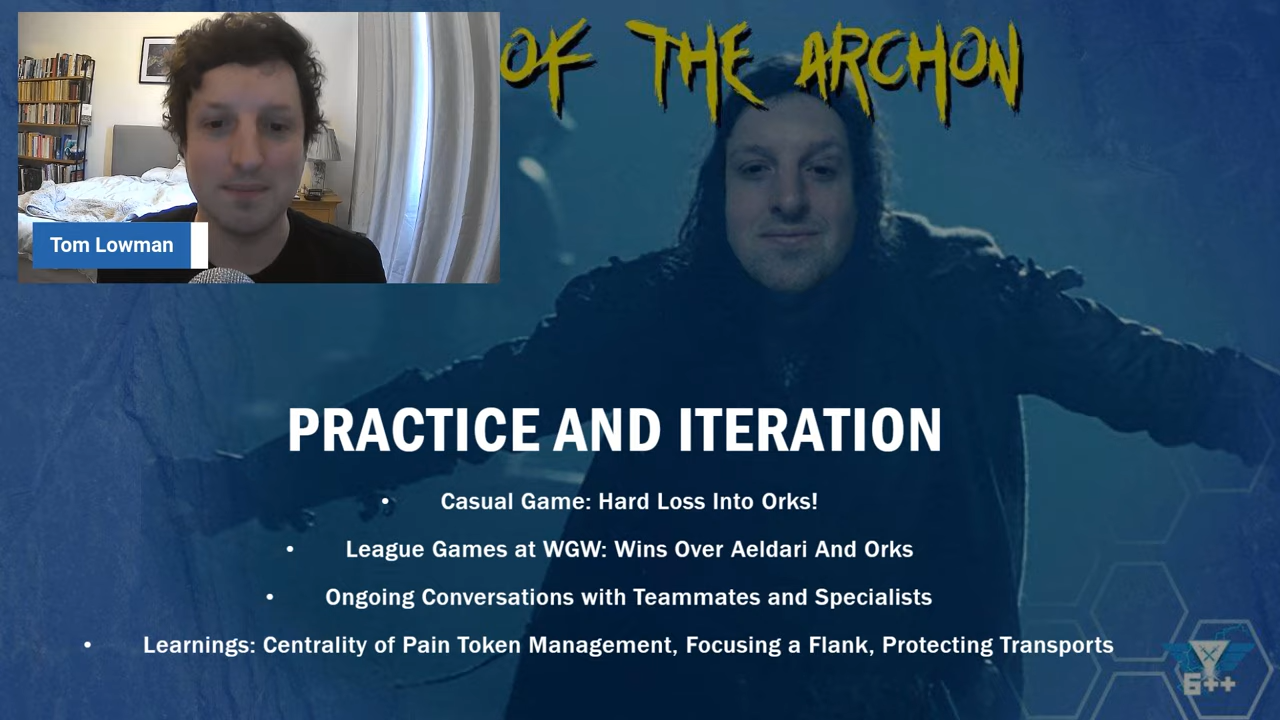 OF THE ARCHON
Tom Lowman
PRACTICE AND ITERATION
• Casual Game: Hard Loss Into Orks!
• League Games at WGW: Wins Over Aeldari And Orks
• Ongoing Conversations with Teammates and Specialists
• Learnings: Centrality of Pain Token Management, Focusing a Flank, Protecting Transports
6++